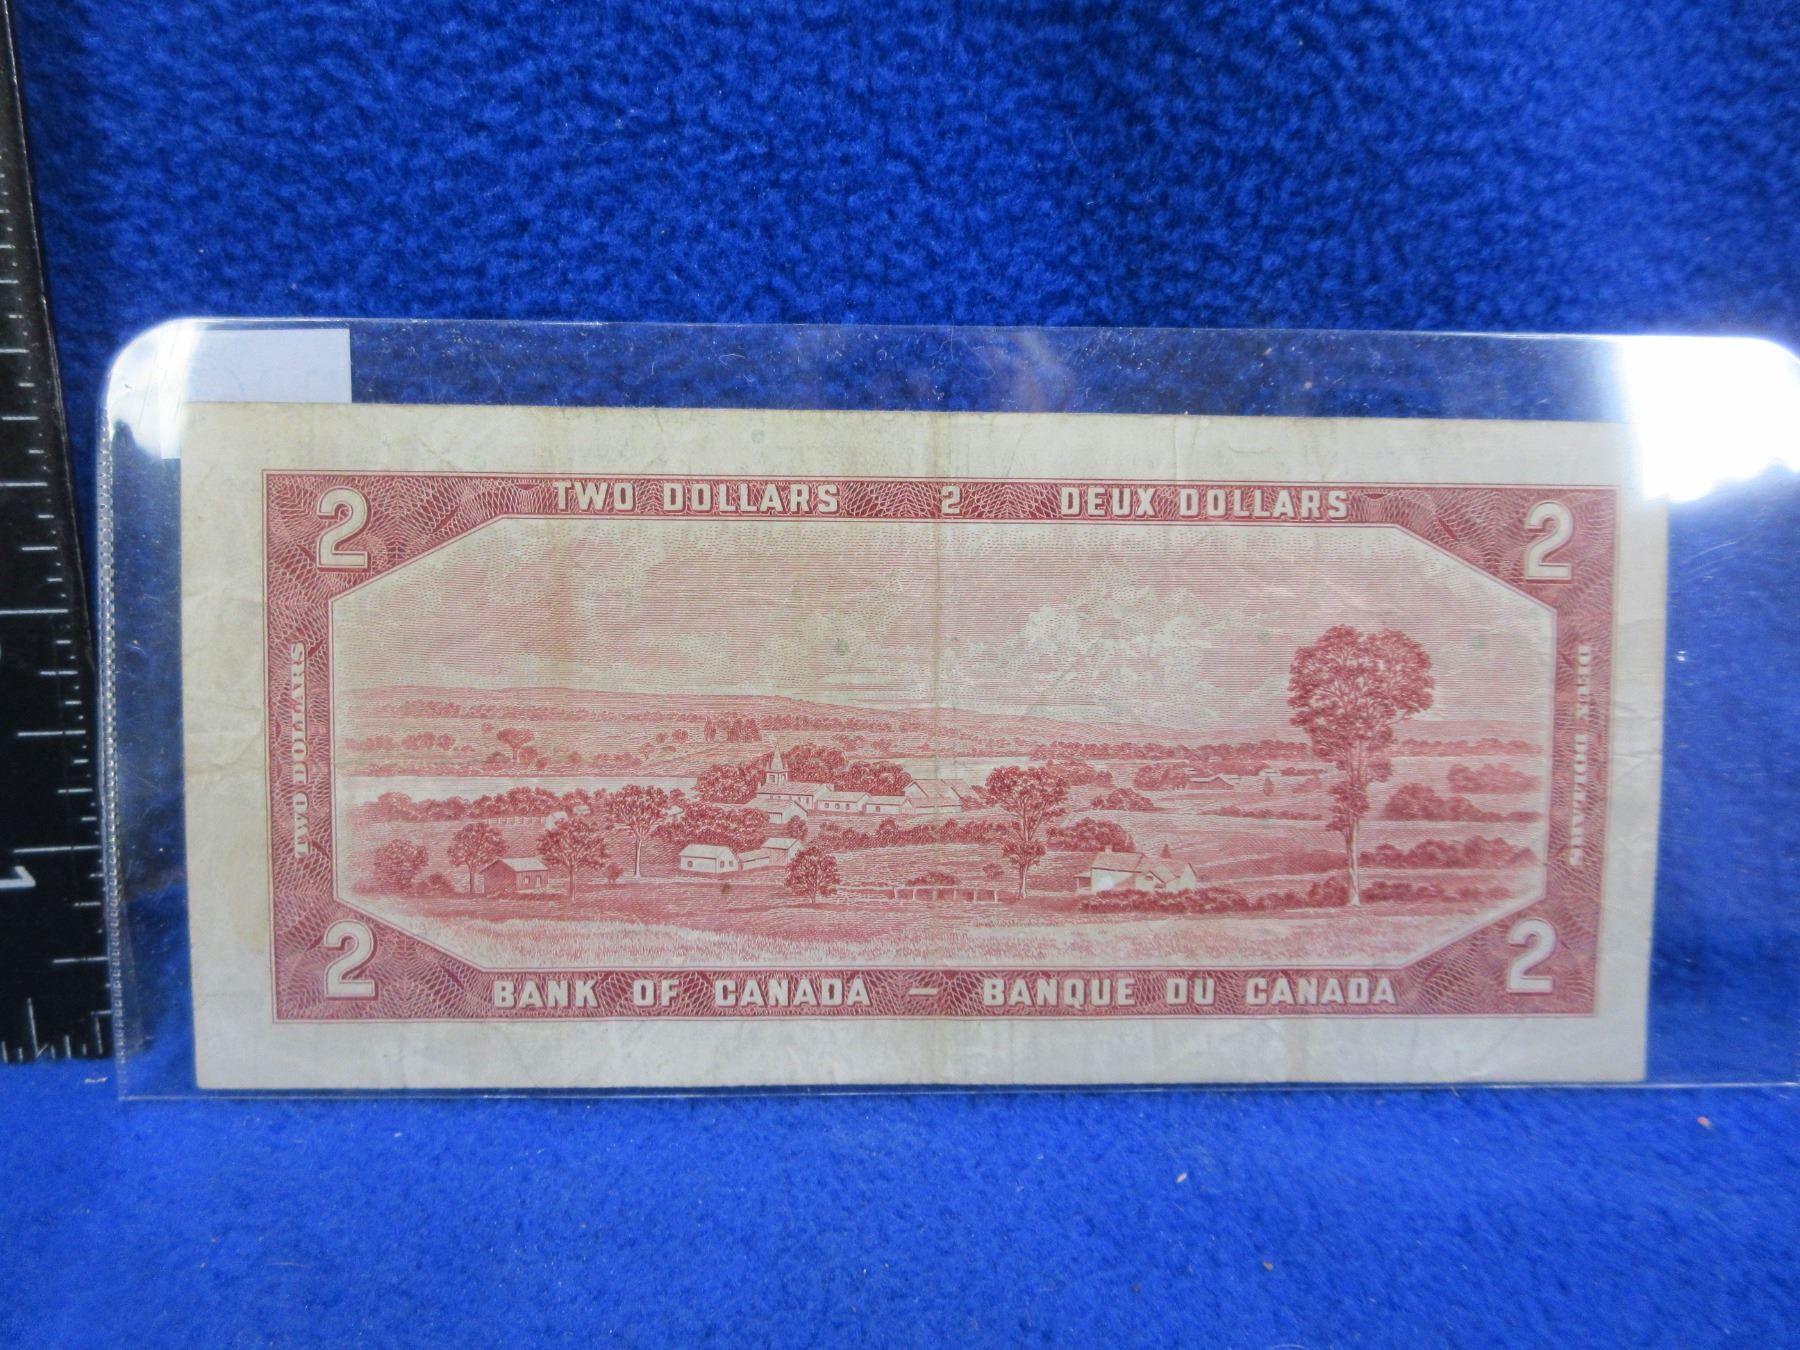 TWO DOLLARS 2 DEUX DOLLARS
2 2
TWO DOLLARS
DEUX DOLLARS
2 2
BANK OF CANADA — BANQUE DU CANADA
1